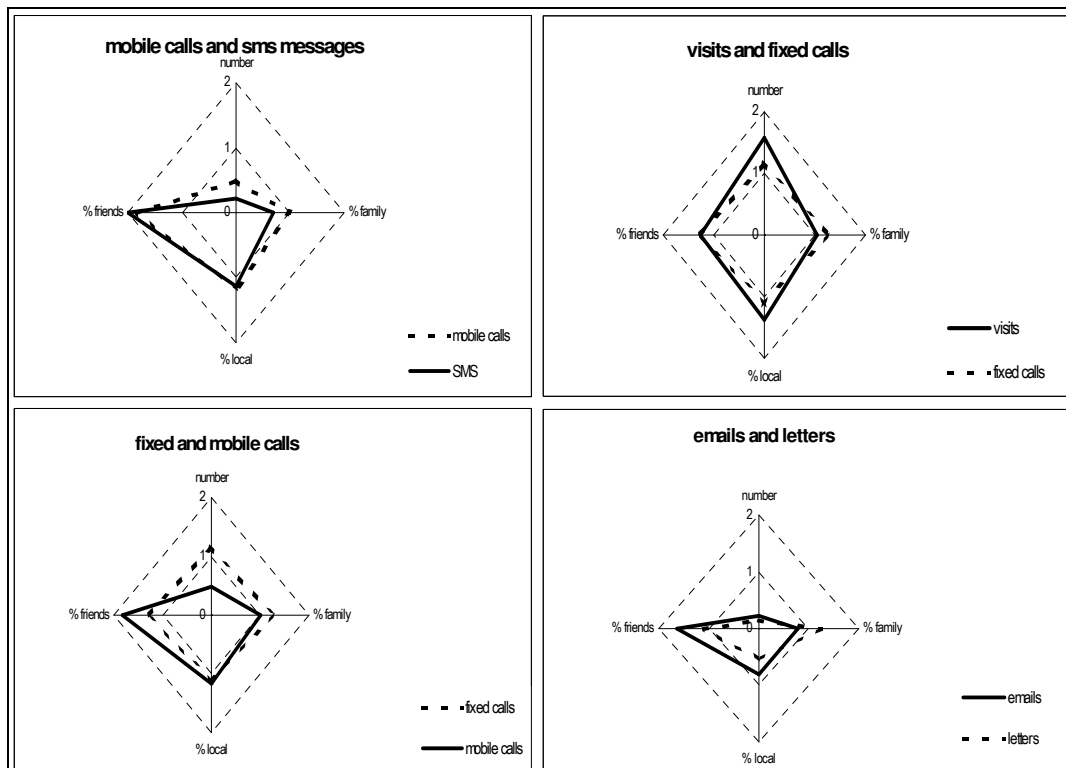 mobile calls and sms messages
number
2
1
% friends
0
% family
% local
mobile calls
SMS
visits and fixed calls
number
2
1
% friends
0
% family
% local
visits
fixed calls
fixed and mobile calls
number
2
1
% friends
0
% family
% local
fixed calls
mobile calls
emails and letters
number
2
1
% friends
0
% family
% local
emails
letters